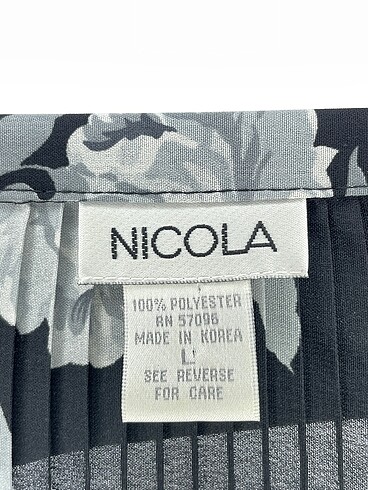 NICOLA
100% POLYESTER
RN 57096
MADE IN KOREA
L
SEE REVERSE
FOR CARE